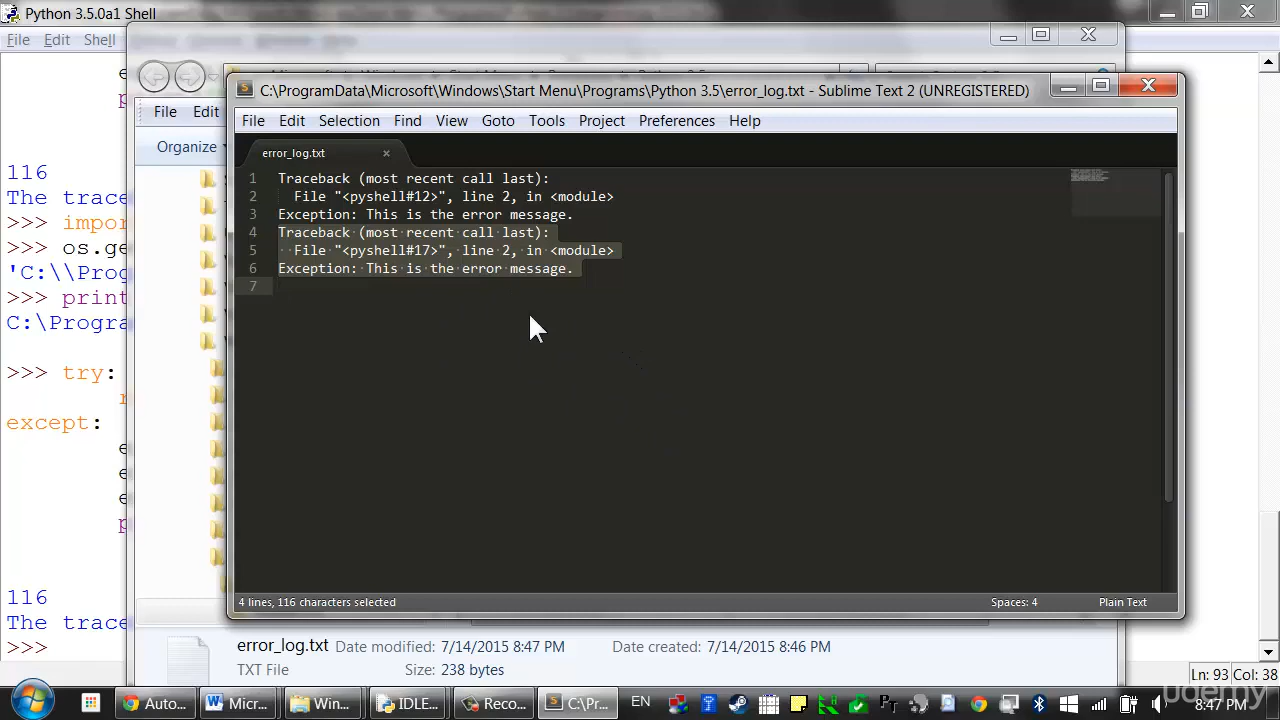 Python 3.5.0a1 Shell
File Edit Shell
116
The trace
>>> impor
>>> os.ge
'C:\\Prog
>>> print
C:\Progra
>>> try:
r
except:
e
e
e
p
116
The trace
>>>
Ln: 93 Col: 38
File Edit
Organize
C:\ProgramData\Microsoft\Windows\Start Menu\Programs\Python 3.5\error_log.txt - Sublime Text 2 (UNREGISTERED)
File Edit Selection Find View Goto Tools Project Preferences Help
error_log.txt
1 Traceback (most recent call last):
2 File "<pyshell#12>", line 2, in <module>
3 Exception: This is the error message.
4 Traceback (most recent call last):
5 File "<pyshell#17>", line 2, in <module>
6 Exception: This is the error message.
7
4 lines, 116 characters selected Spaces: 4 Plain Text
error_log.txt Date modified: 7/14/2015 8:47 PM Date created: 7/14/2015 8:46 PM
TXT File Size: 238 bytes
Auto... Micr... Win... IDLE... Reco... C:\Pr... EN 8:47 PM
udemy